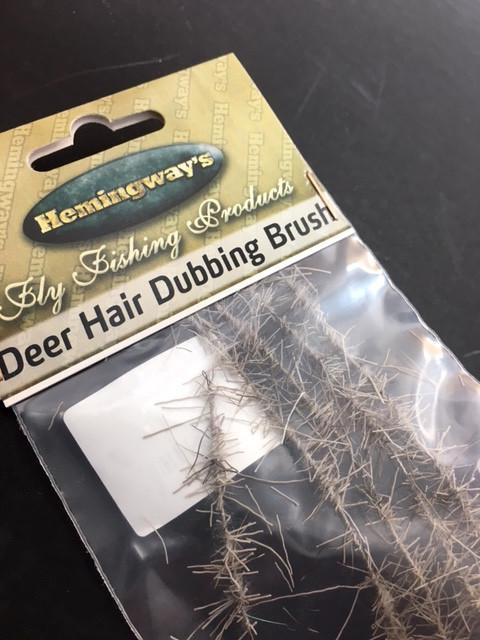 Hemingway's
Fly Fishing Products
Deer Hair Dubbing Brush